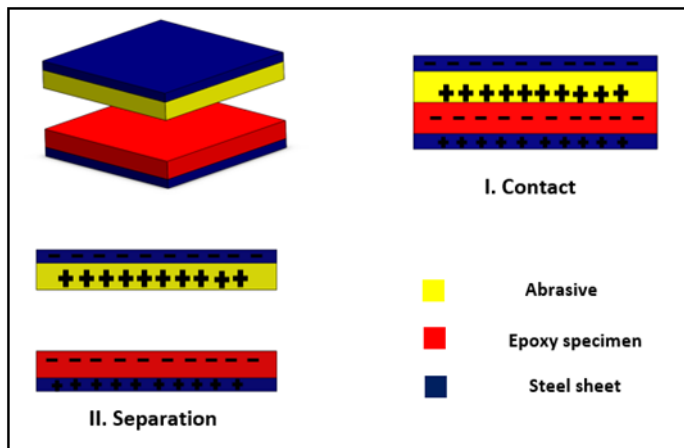 I. Contact
II. Separation
Abrasive
Epoxy specimen
Steel sheet